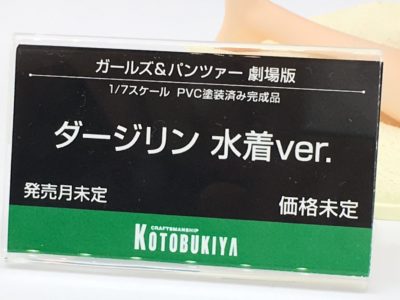 ガールズ&パンツァー 劇場版
1/7スケール PVC塗装済み完成品
ダージリン 水着ver.
発売月未定 価格未定
CRAFTSMANSHIP
KOTOBUKIYA